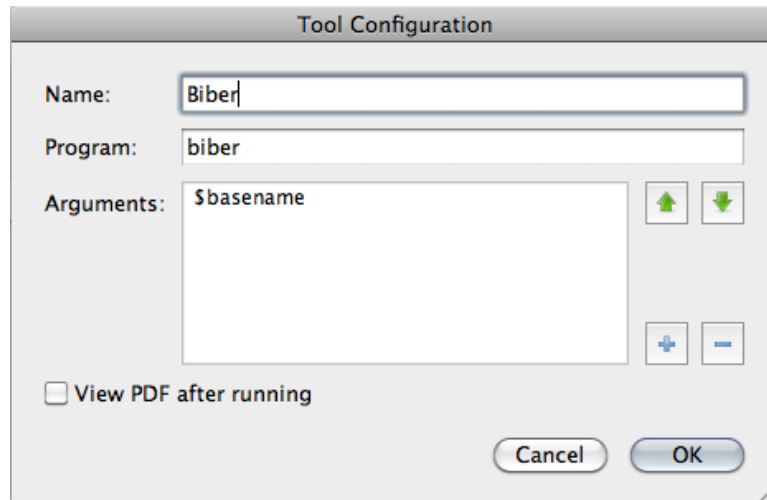 Tool Configuration
Name: Biber
Program: biber
Arguments: $basename
View PDF after running
Cancel OK